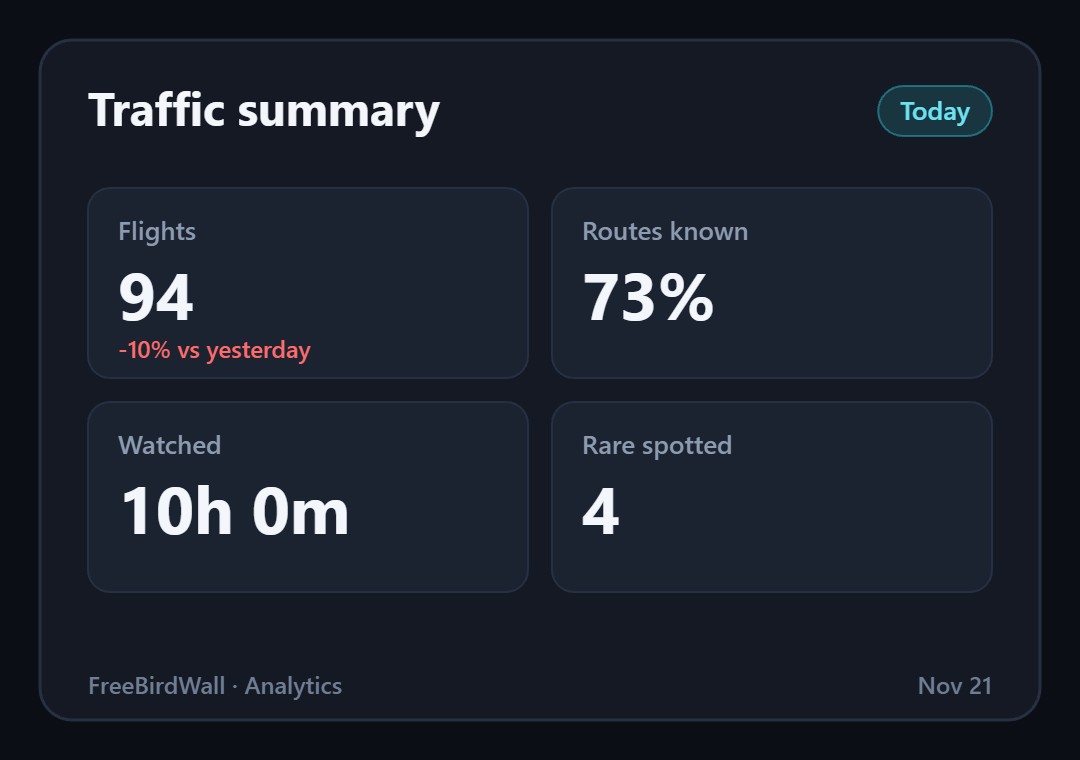 Traffic summary
Today
Flights
94
-10% vs yesterday
Routes known
73%
Watched
10h 0m
Rare spotted
4
FreeBirdWall · Analytics
Nov 21